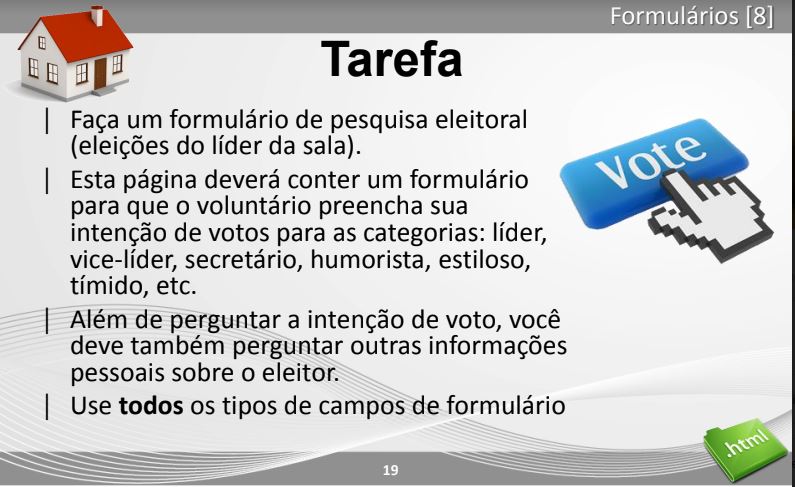 Formulários [8]
Tarefa
| Faça um formulário de pesquisa eleitoral
(eleições do líder da sala).
| Esta página deverá conter um formulário
para que o voluntário preencha sua
intenção de votos para as categorias: líder,
vice-líder, secretário, humorista, estiloso,
tímido, etc.
| Além de perguntar a intenção de voto, você
deve também perguntar outras informações
pessoais sobre o eleitor.
| Use todos os tipos de campos de formulário
Vote
.html
19